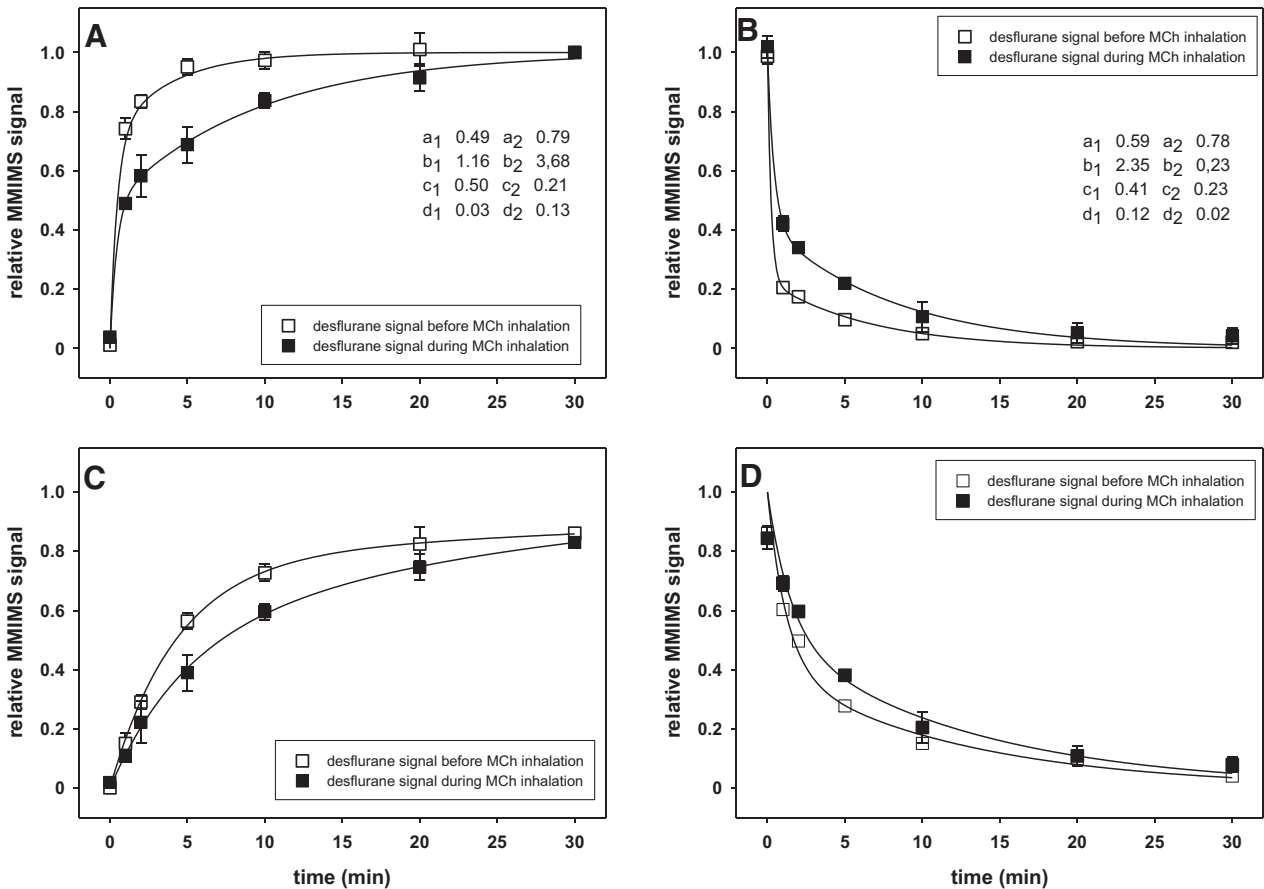 A
relative MMIMS signal
1.0
0.8
0.6
0.4
0.2
0
a1 0.49 a2 0.79
b1 1.16 b2 3,68
c1 0.50 c2 0.21
d1 0.03 d2 0.13
desflurane signal before MCh inhalation
desflurane signal during MCh inhalation
0 5 10 15 20 25 30
B
relative MMIMS signal
1.0
0.8
0.6
0.4
0.2
0
desflurane signal before MCh inhalation
desflurane signal during MCh inhalation
a1 0.59 a2 0.78
b1 2.35 b2 0,23
c1 0.41 c2 0.23
d1 0.12 d2 0.02
0 5 10 15 20 25 30
C
relative MMIMS signal
1.0
0.8
0.6
0.4
0.2
0
desflurane signal before MCh inhalation
desflurane signal during MCh inhalation
0 5 10 15 20 25 30
time (min)
D
relative MMIMS signal
1.0
0.8
0.6
0.4
0.2
0
desflurane signal before MCh inhalation
desflurane signal during MCh inhalation
0 5 10 15 20 25 30
time (min)